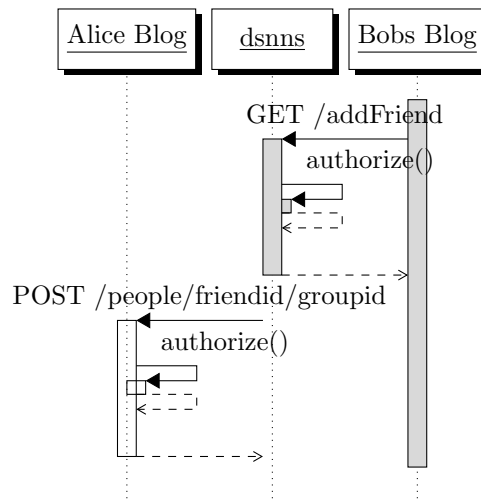 Alice Blog
dsnns
Bobs Blog
GET /addFriend
authorize()
POST /people/friendid/groupid
authorize()